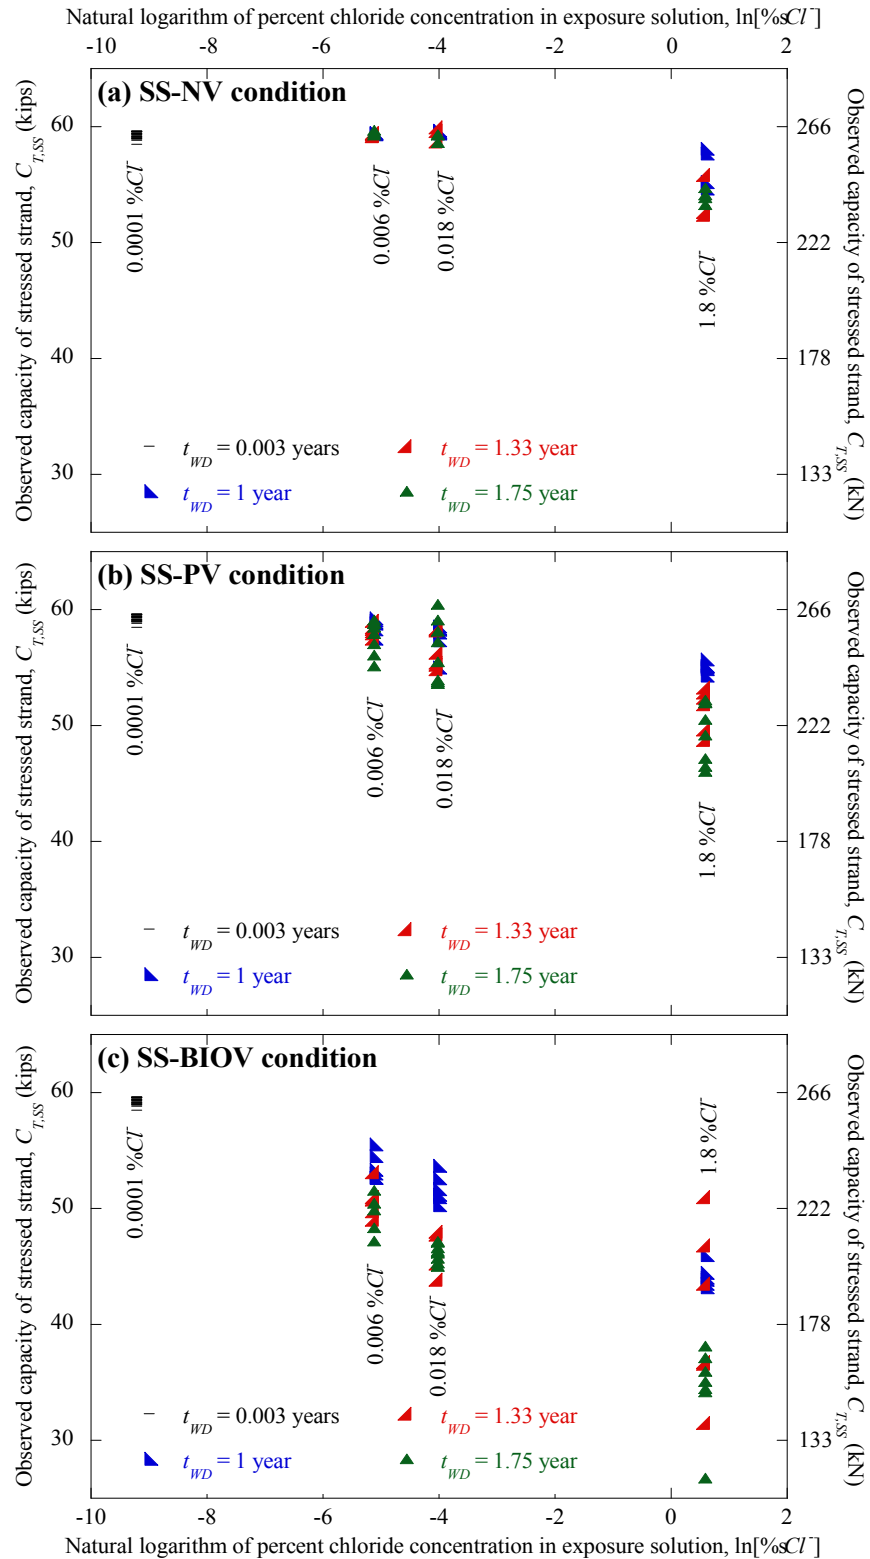 Natural logarithm of percent chloride concentration in exposure solution, ln[%sCl⁻]
-10 -8 -6 -4 -2 0 2
(a) SS-NV condition
Observed capacity of stressed strand, C_T,SS (kips)
60
50
40
30
0.0001 %Cl⁻
0.006 %Cl⁻
0.018 %Cl⁻
1.8 %Cl⁻
t_WD = 0.003 years
t_WD = 1.33 year
t_WD = 1 year
t_WD = 1.75 year
266
222
178
133
Observed capacity of stressed strand, C_T,SS (kN)
(b) SS-PV condition
Observed capacity of stressed strand, C_T,SS (kips)
60
50
40
30
0.0001 %Cl⁻
0.006 %Cl⁻
0.018 %Cl⁻
1.8 %Cl⁻
t_WD = 0.003 years
t_WD = 1.33 year
t_WD = 1 year
t_WD = 1.75 year
266
222
178
133
Observed capacity of stressed strand, C_T,SS (kN)
(c) SS-BIOV condition
Observed capacity of stressed strand, C_T,SS (kips)
60
50
40
30
0.0001 %Cl⁻
0.006 %Cl⁻
0.018 %Cl⁻
1.8 %Cl⁻
t_WD = 0.003 years
t_WD = 1.33 year
t_WD = 1 year
t_WD = 1.75 year
266
222
178
133
Observed capacity of stressed strand, C_T,SS (kN)
-10 -8 -6 -4 -2 0 2
Natural logarithm of percent chloride concentration in exposure solution, ln[%sCl⁻]